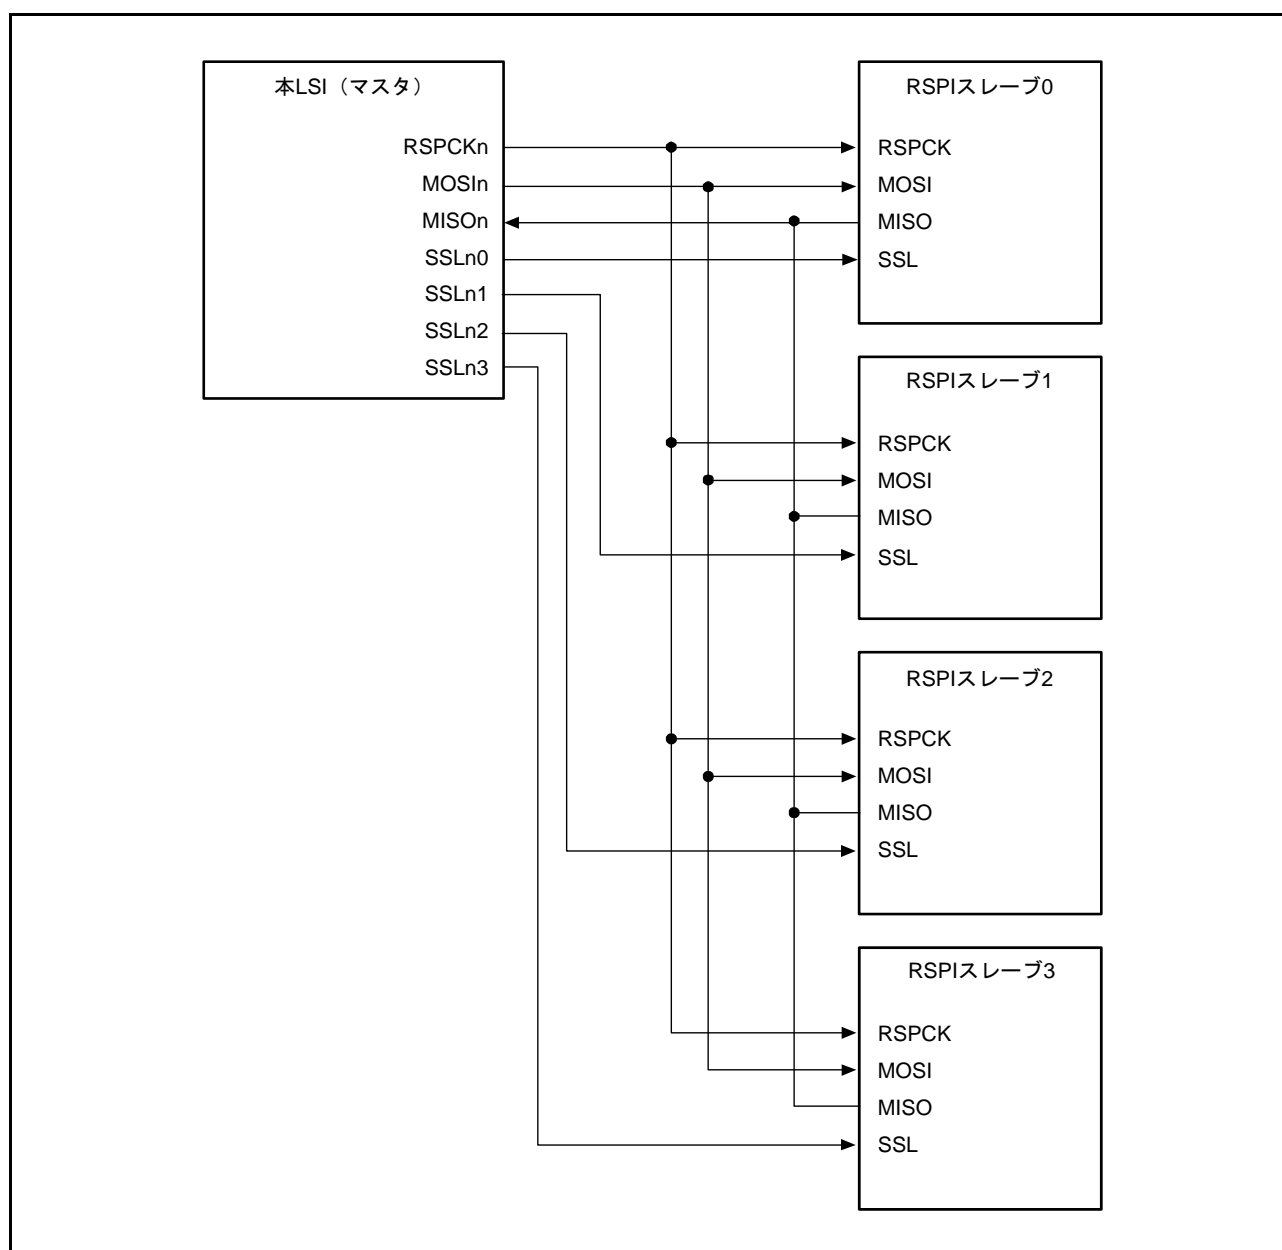 本LSI（マスタ）
RSPCKn
MOSIn
MISOn
SSLn0
SSLn1
SSLn2
SSLn3
RSPIスレーブ0
RSPCK
MOSI
MISO
SSL
RSPIスレーブ1
RSPCK
MOSI
MISO
SSL
RSPIスレーブ2
RSPCK
MOSI
MISO
SSL
RSPIスレーブ3
RSPCK
MOSI
MISO
SSL